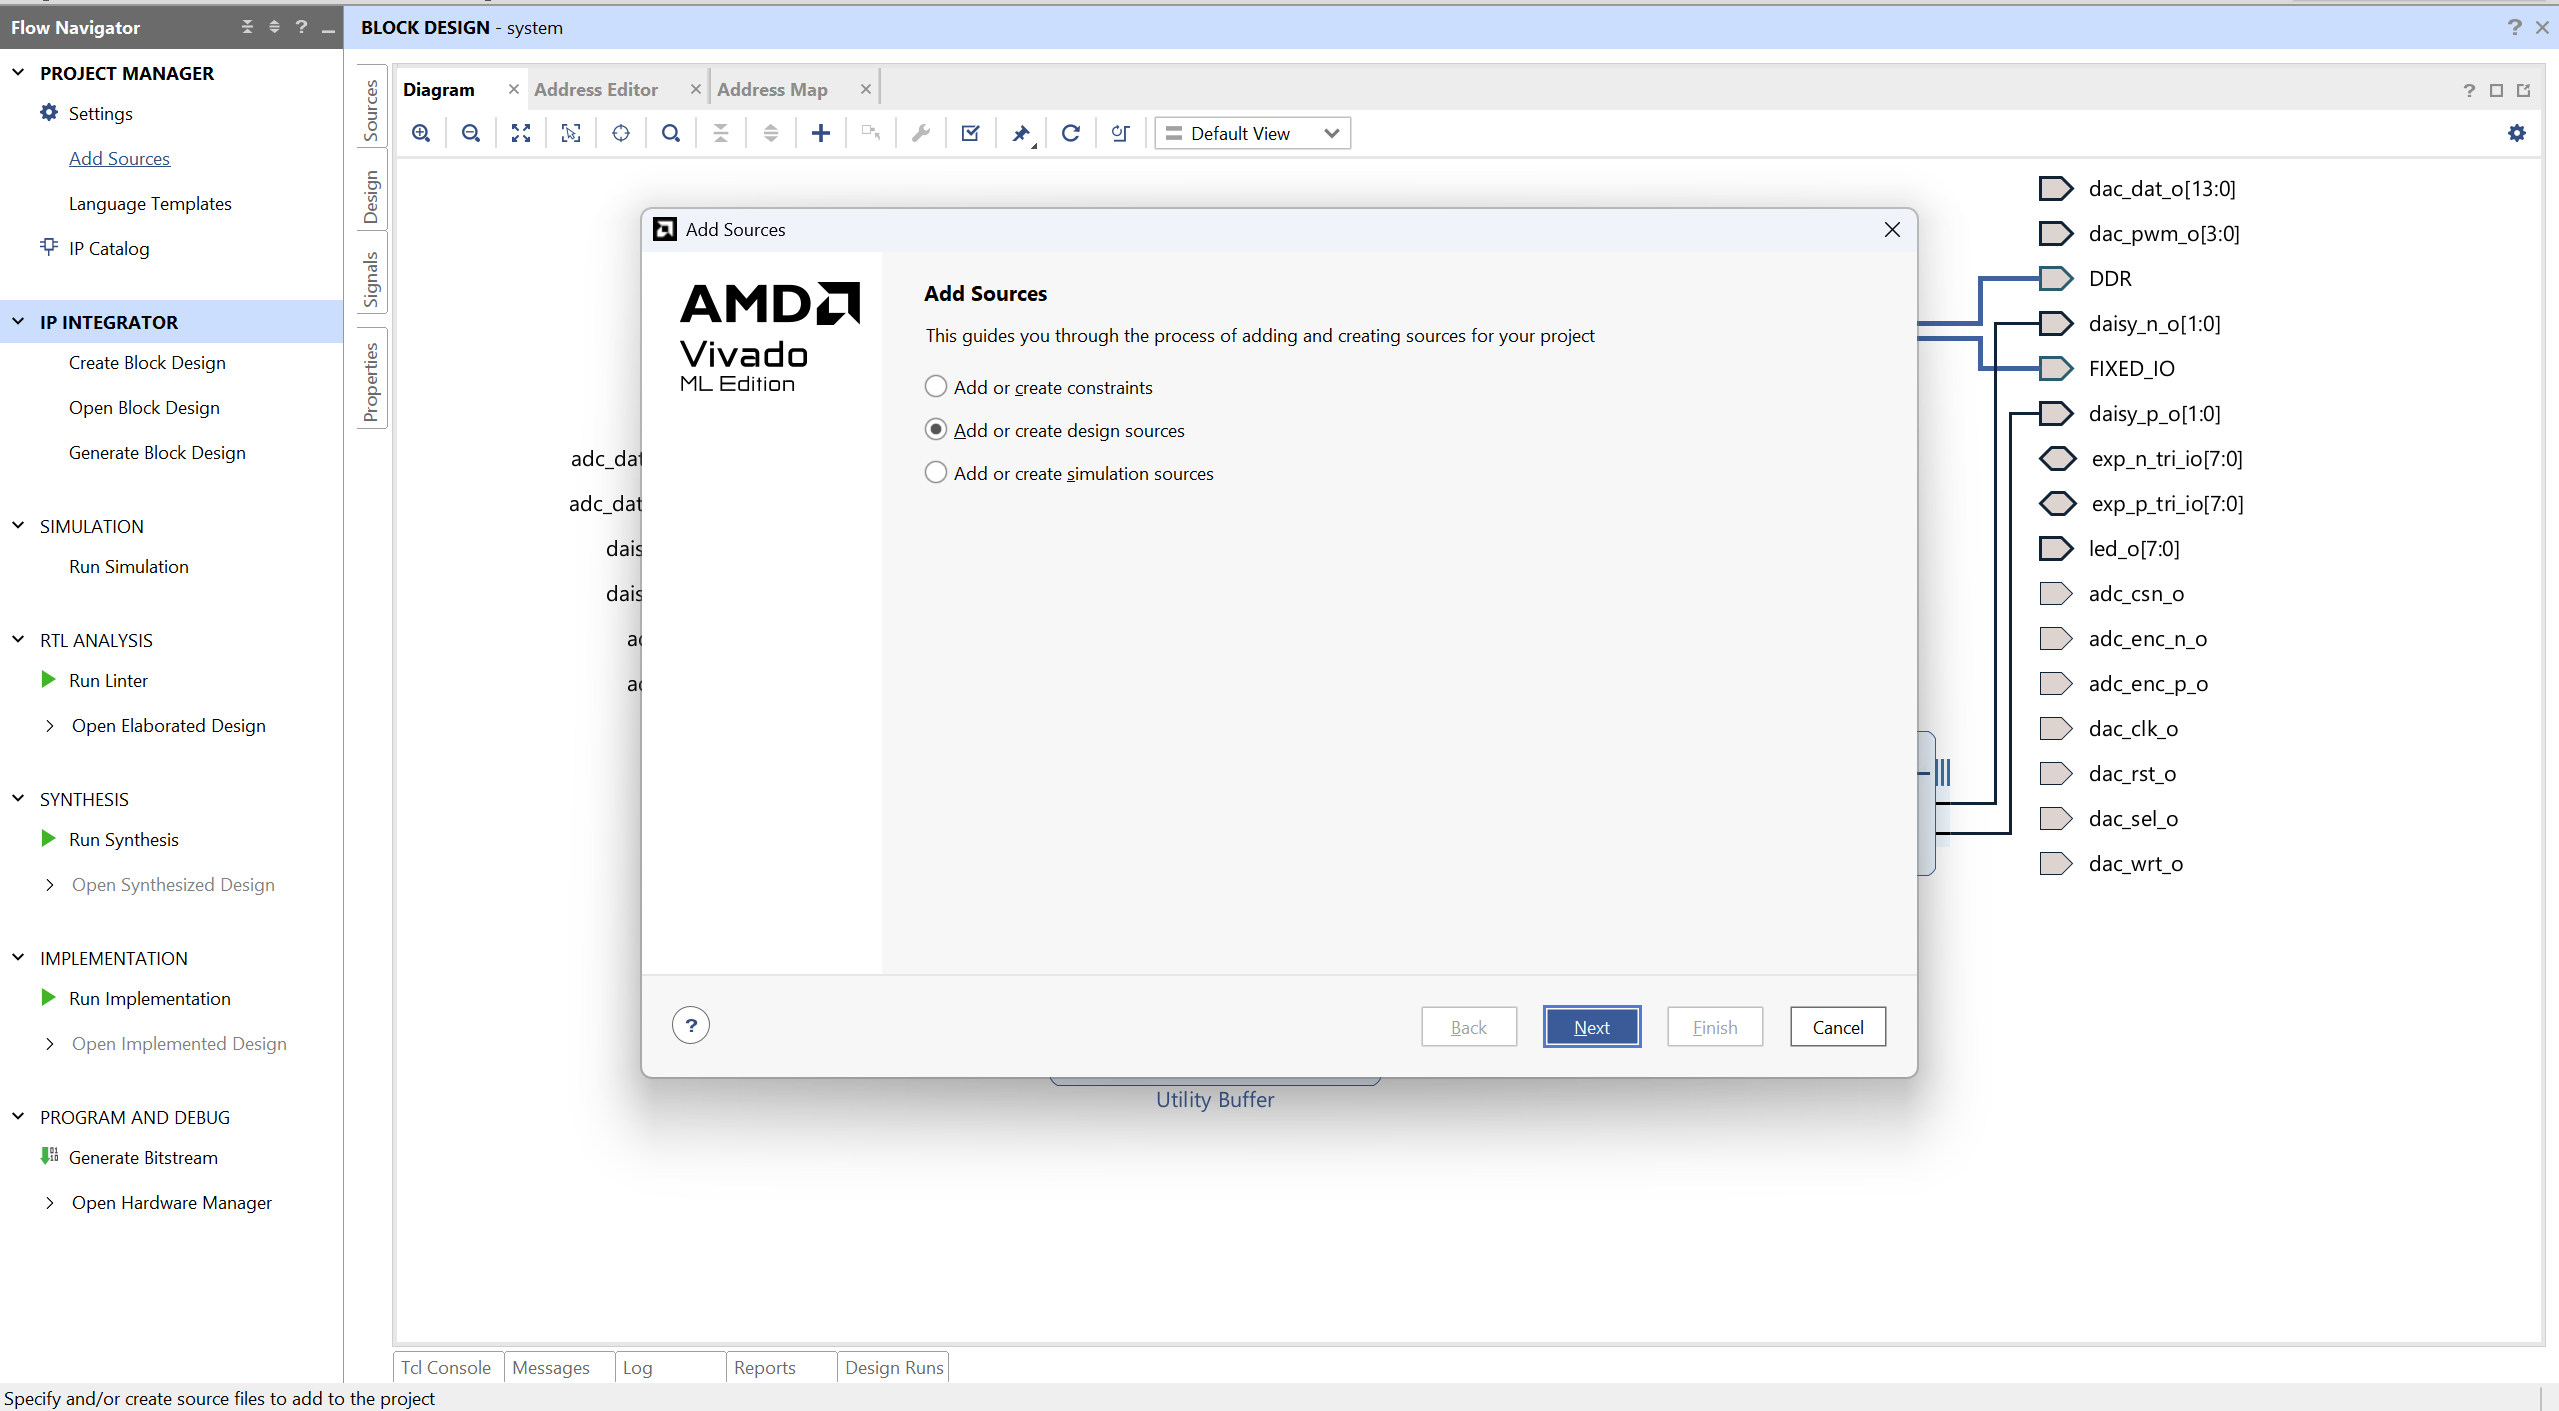 Flow Navigator
?
PROJECT MANAGER
Settings
Add Sources
Language Templates
IP Catalog
IP INTEGRATOR
Create Block Design
Open Block Design
Generate Block Design
SIMULATION
Run Simulation
RTL ANALYSIS
Run Linter
Open Elaborated Design
SYNTHESIS
Run Synthesis
Open Synthesized Design
IMPLEMENTATION
Run Implementation
Open Implemented Design
PROGRAM AND DEBUG
Generate Bitstream
Open Hardware Manager
BLOCK DESIGN - system
?
Sources
Design
Signals
Properties
Diagram
Address Editor
Address Map
?
Default View
adc_dat
adc_dat
dais
dais
Add Sources
AMD
Vivado
ML Edition
Add Sources
This guides you through the process of adding and creating sources for your project
Add or create constraints
Add or create design sources
Add or create simulation sources
?
Back
Next
Finish
Cancel
Utility Buffer
dac_dat_o[13:0]
dac_pwm_o[3:0]
DDR
daisy_n_o[1:0]
FIXED_IO
daisy_p_o[1:0]
exp_n_tri_io[7:0]
exp_p_tri_io[7:0]
led_o[7:0]
adc_csn_o
adc_enc_n_o
adc_enc_p_o
dac_clk_o
dac_rst_o
dac_sel_o
dac_wrt_o
Tcl Console
Messages
Log
Reports
Design Runs
Specify and/or create source files to add to the project